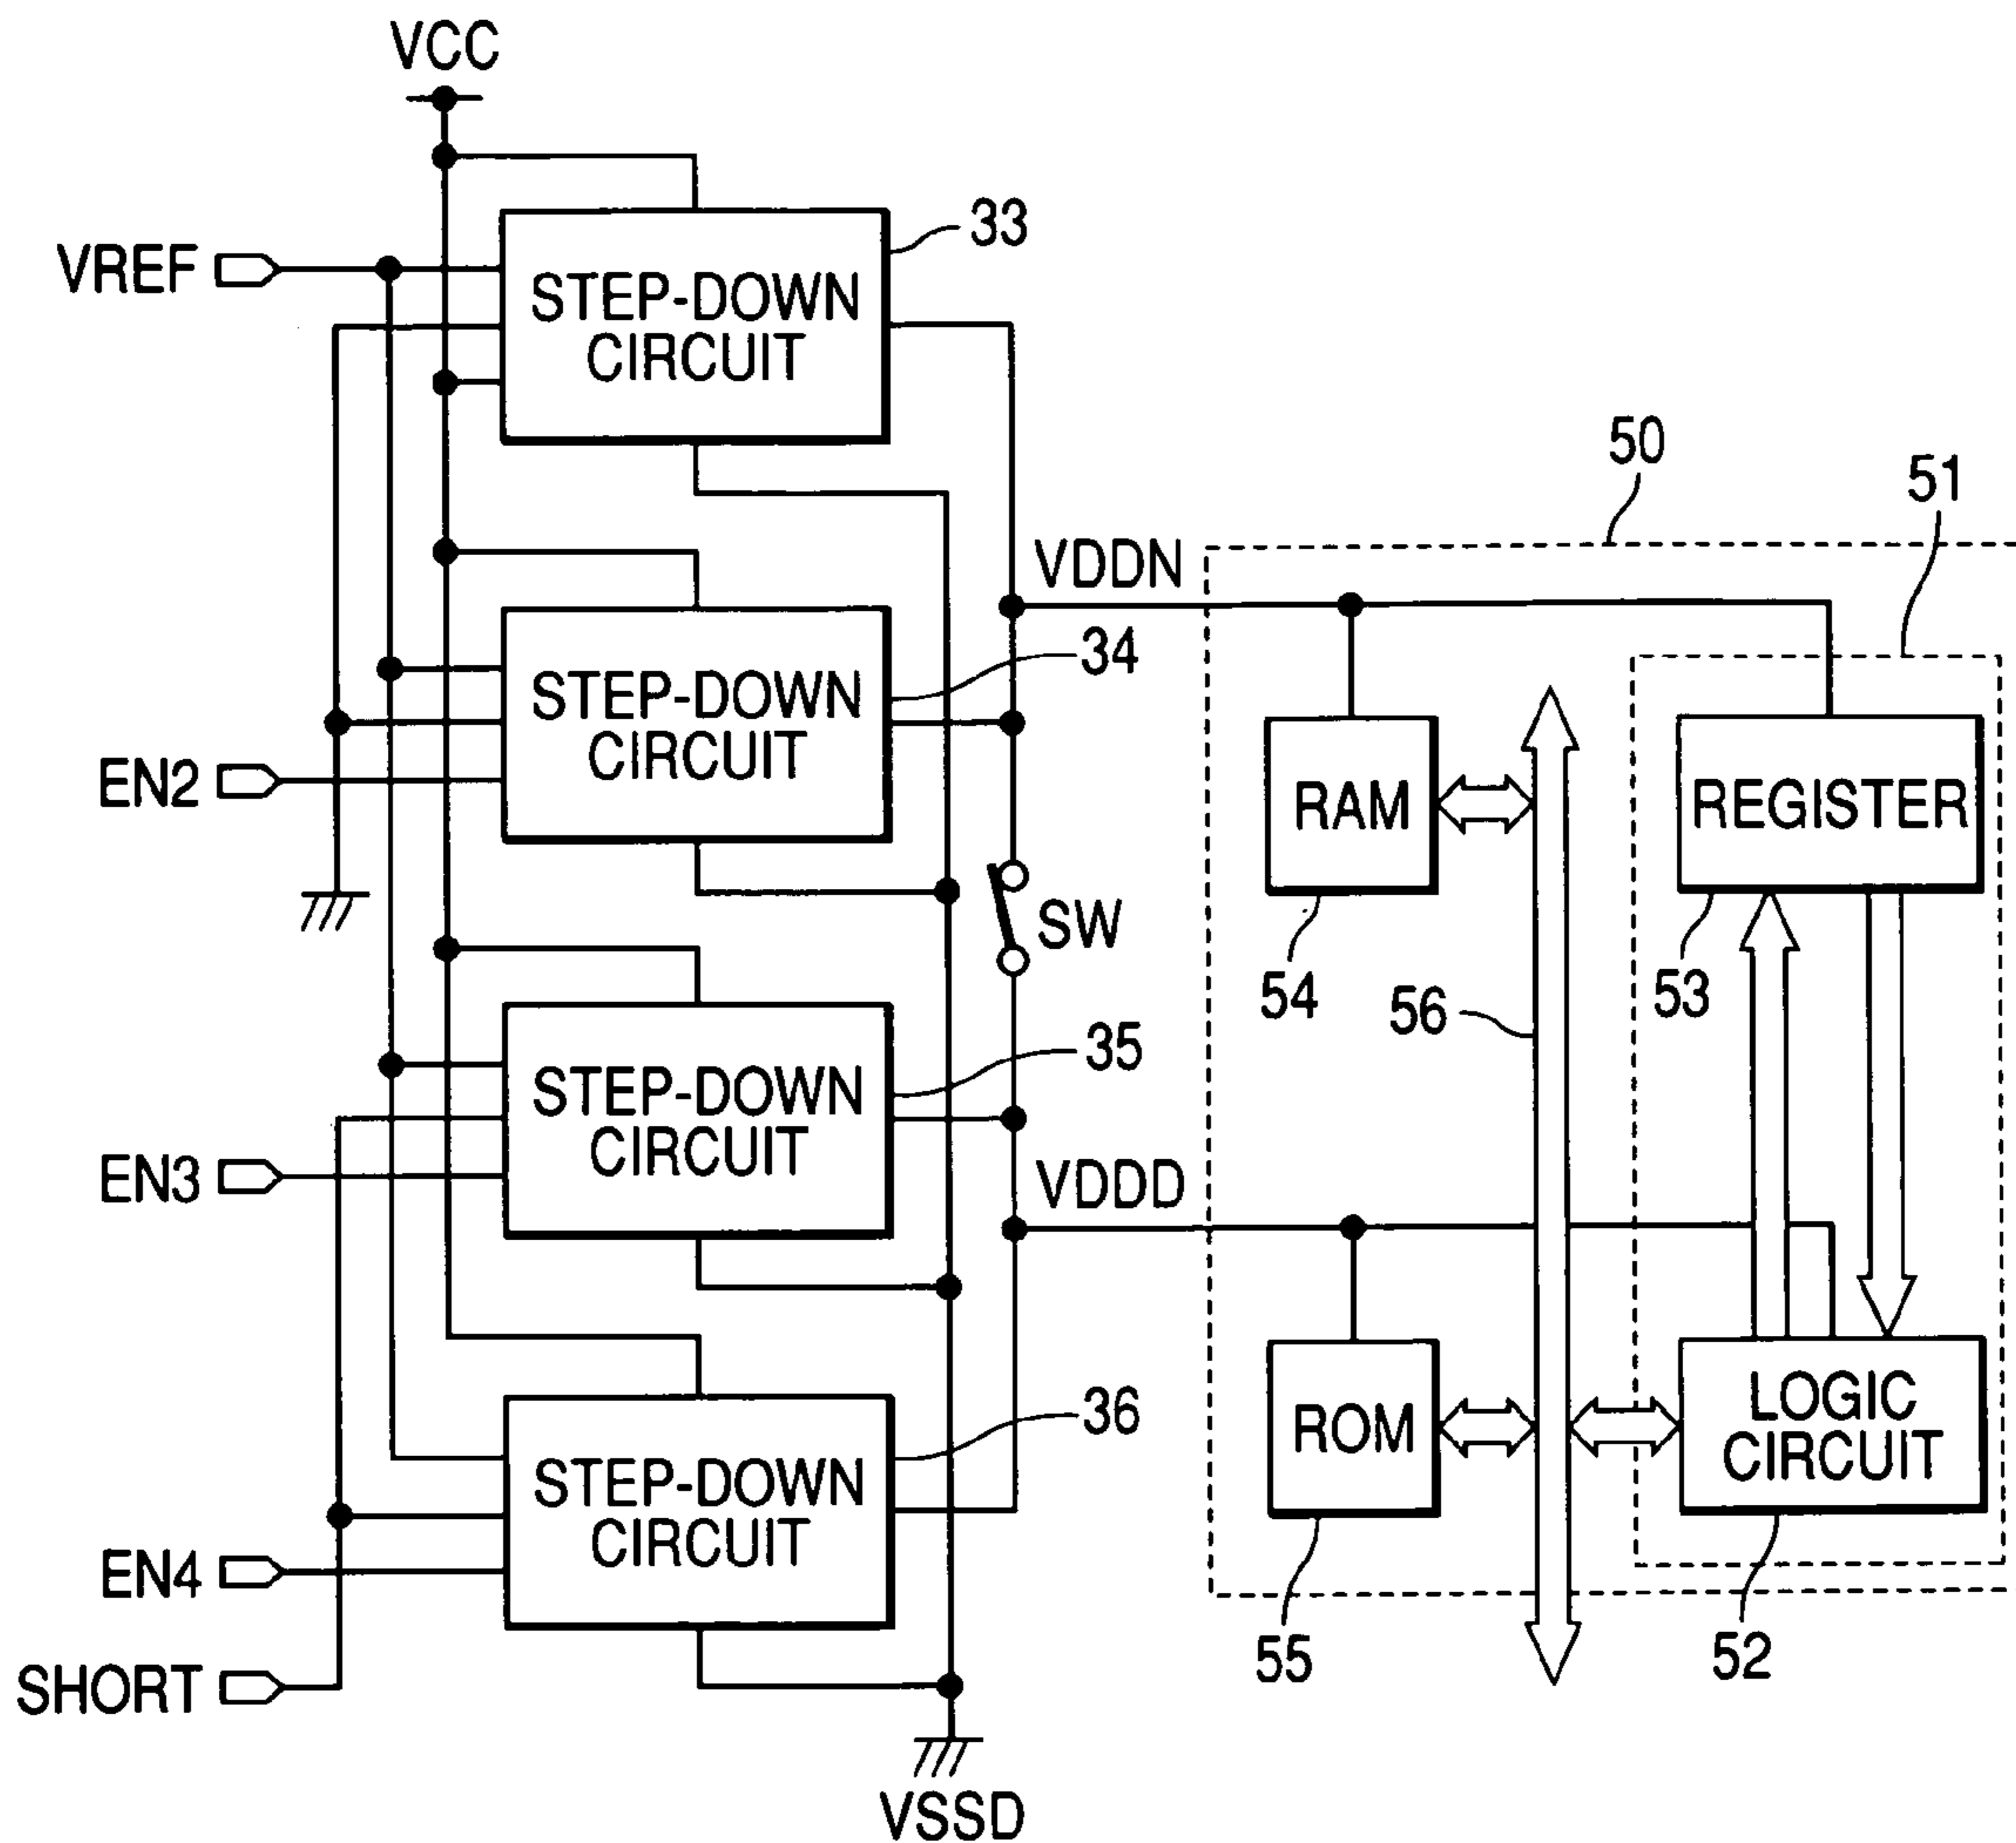 VCC
33
VREF
STEP-DOWN
CIRCUIT
50
51
VDDN
34
STEP-DOWN
CIRCUIT
EN2
RAM
REGISTER
SW
54
53
56
35
STEP-DOWN
CIRCUIT
EN3
VDDD
36
STEP-DOWN
CIRCUIT
ROM
LOGIC
CIRCUIT
EN4
55
52
SHORT
VSSD